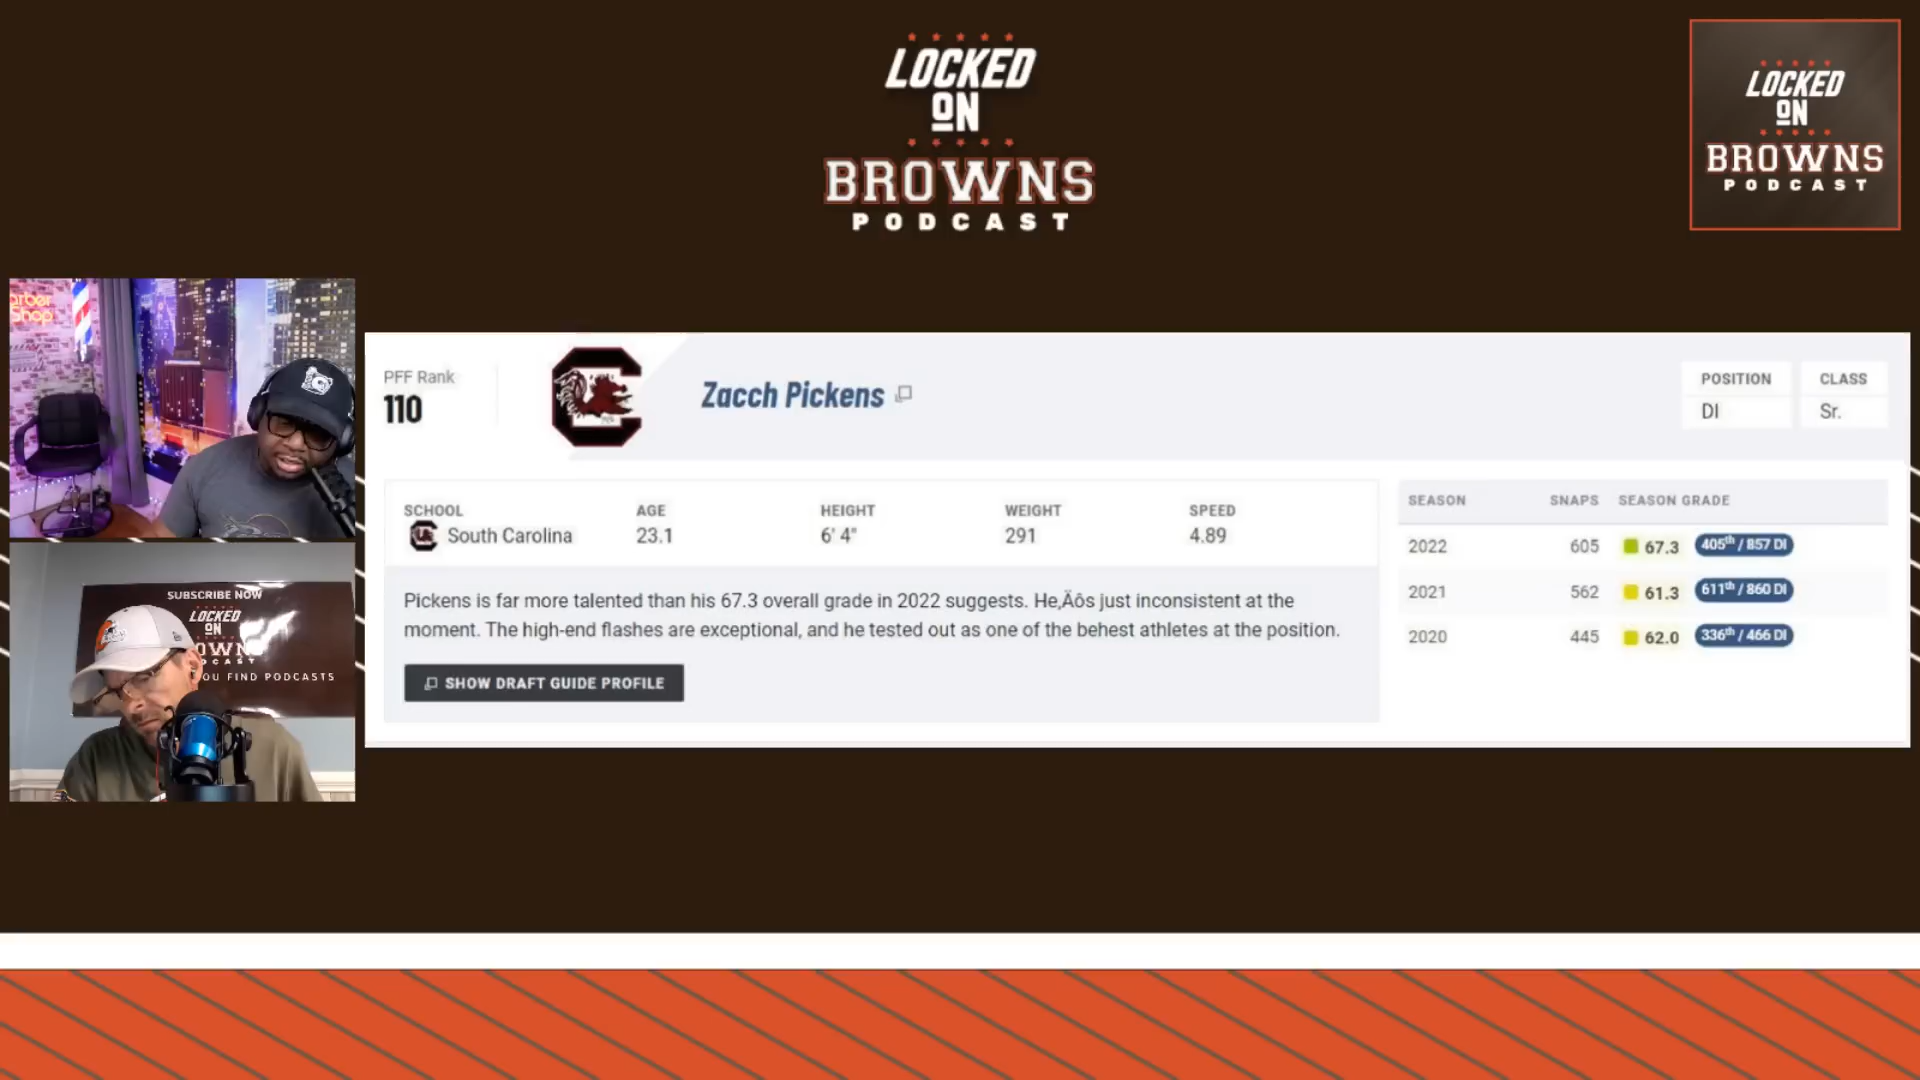 LOCKED
ON
BROWNS
PODCAST
LOCKED
ON
BROWNS
PODCAST
Shop
SUBSCRIBE NOW
LOCKED
ON
OU FIND PODCASTS
PFF Rank
110
Zacch Pickens
POSITION
DI
CLASS
Sr.
SCHOOL AGE HEIGHT WEIGHT SPEED
South Carolina 23.1 6' 4" 291 4.89
Pickens is far more talented than his 67.3 overall grade in 2022 suggests. He‚Äôs just inconsistent at the
moment. The high-end flashes are exceptional, and he tested out as one of the behest athletes at the position.
SHOW DRAFT GUIDE PROFILE
SEASON SNAPS SEASON GRADE
2022 605 67.3 405th / 857 DI
2021 562 61.3 611th / 860 DI
2020 445 62.0 336th / 466 DI